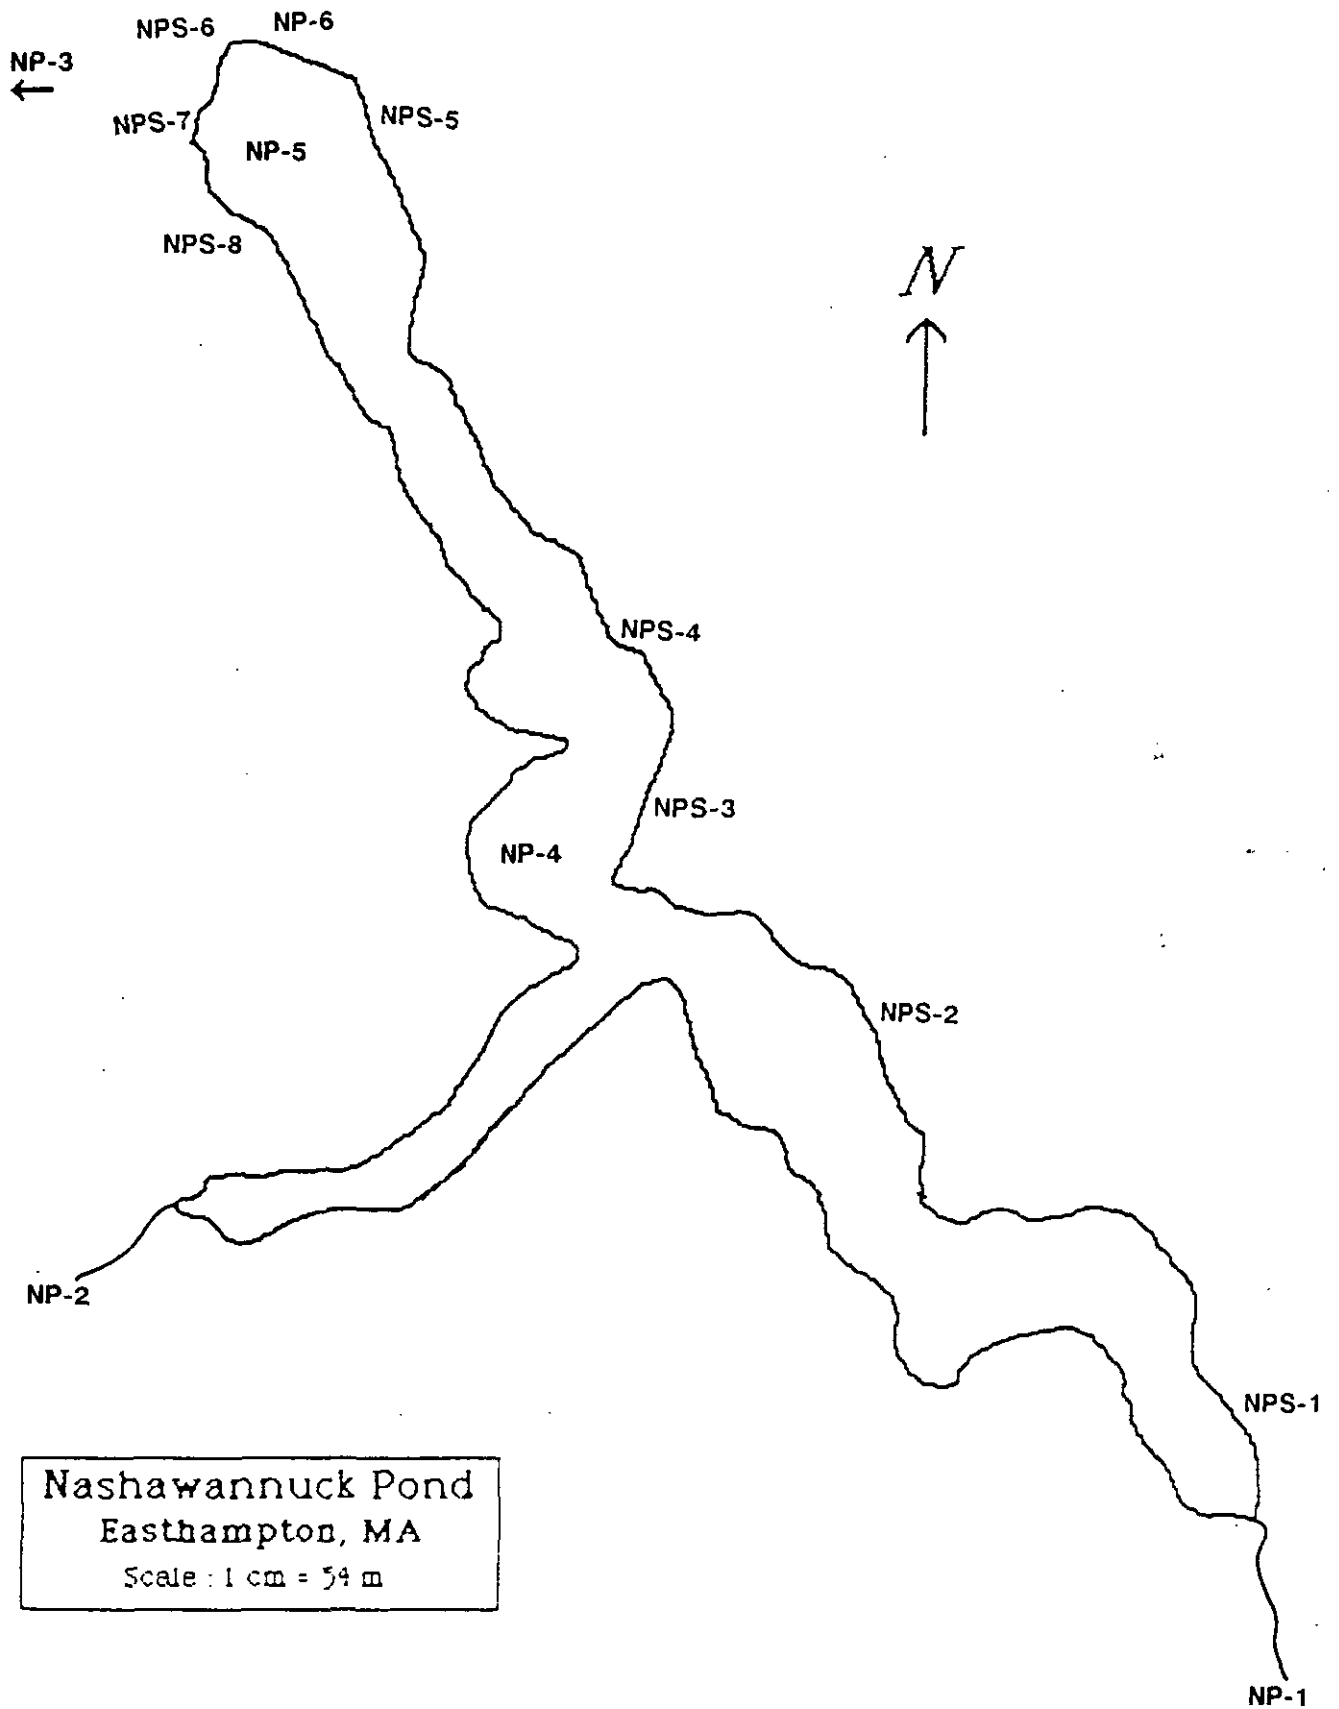 NPS-6
NP-6
NP-3
NPS-7
NPS-5
NP-5
NPS-8
N
NPS-4
NPS-3
NP-4
NPS-2
NP-2
NPS-1
Nashawannuck Pond
Easthampton, MA
Scale : 1 cm = 54 m
NP-1